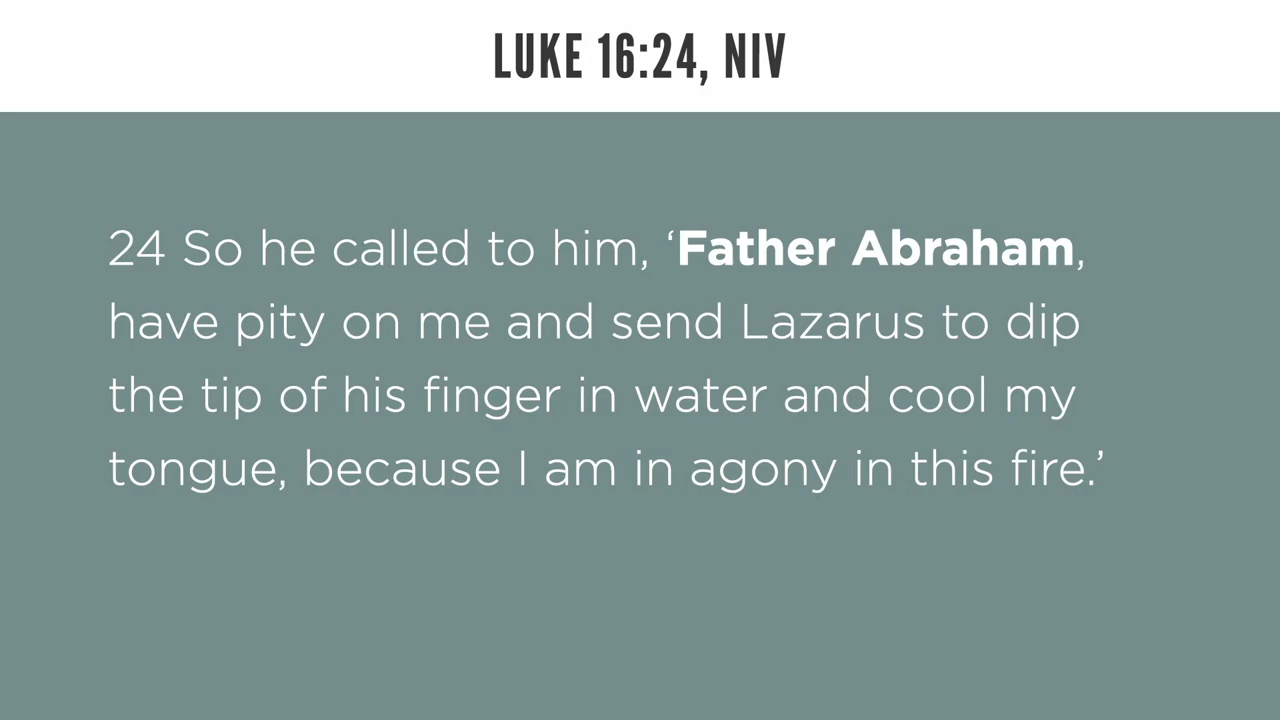 LUKE 16:24, NIV
24 So he called to him, ‘Father Abraham,
have pity on me and send Lazarus to dip
the tip of his finger in water and cool my
tongue, because I am in agony in this fire.’